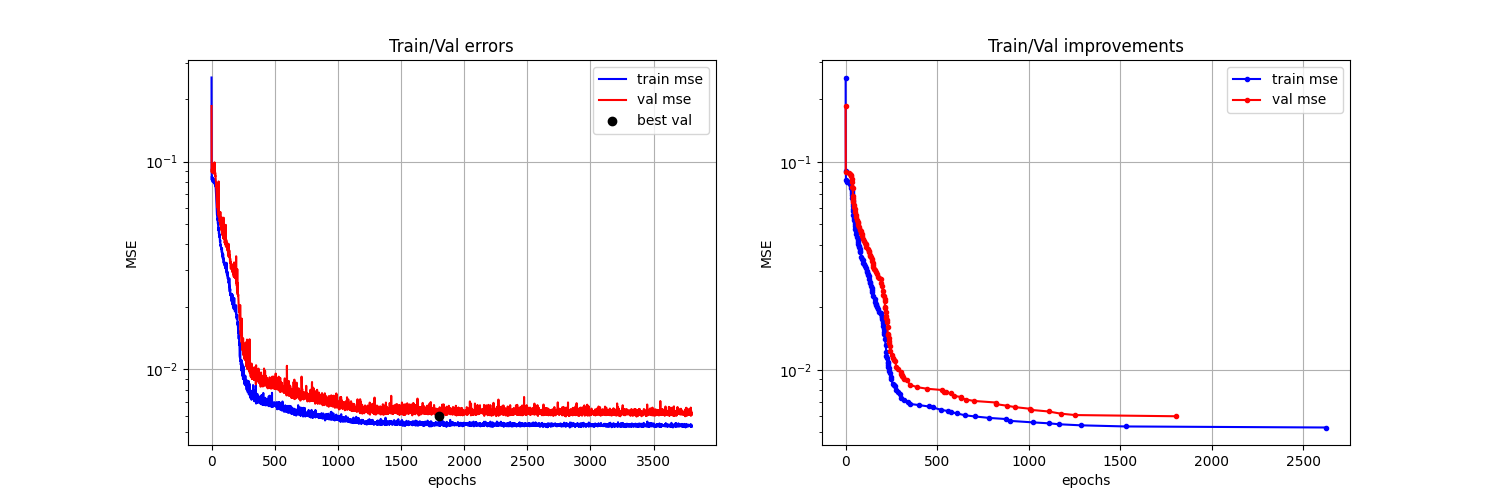 Train/Val errors
train mse
val mse
best val
10⁻¹
10⁻²
MSE
0 500 1000 1500 2000 2500 3000 3500
epochs
Train/Val improvements
train mse
val mse
10⁻¹
10⁻²
MSE
0 500 1000 1500 2000 2500
epochs